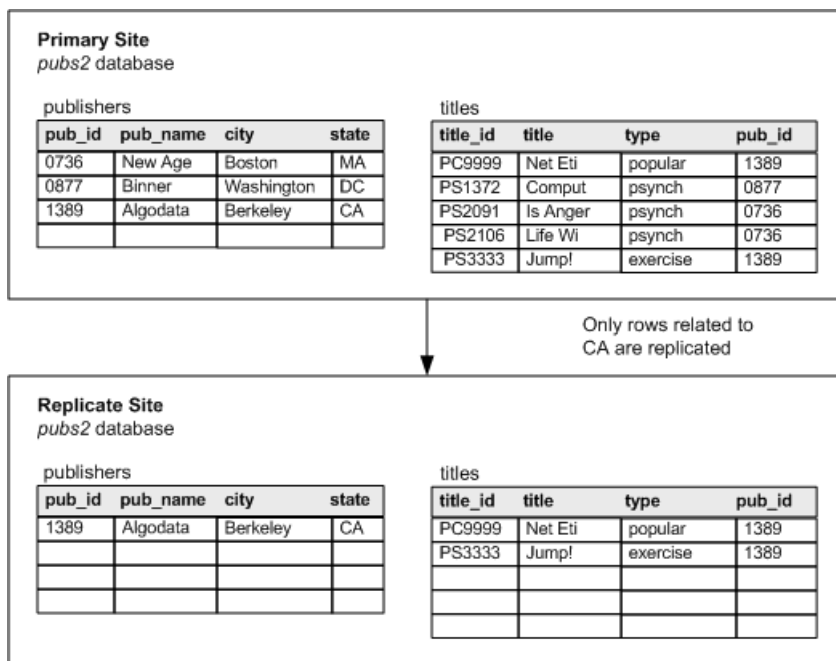 Primary Site
pubs2 database
publishers
pub_id pub_name city state
0736 New Age Boston MA
0877 Binner Washington DC
1389 Algodata Berkeley CA
titles
title_id title type pub_id
PC9999 Net Eti popular 1389
PS1372 Comput psynch 0877
PS2091 Is Anger psynch 0736
PS2106 Life Wi psynch 0736
PS3333 Jump! exercise 1389
Only rows related to
CA are replicated
Replicate Site
pubs2 database
publishers
pub_id pub_name city state
1389 Algodata Berkeley CA
titles
title_id title type pub_id
PC9999 Net Eti popular 1389
PS3333 Jump! exercise 1389